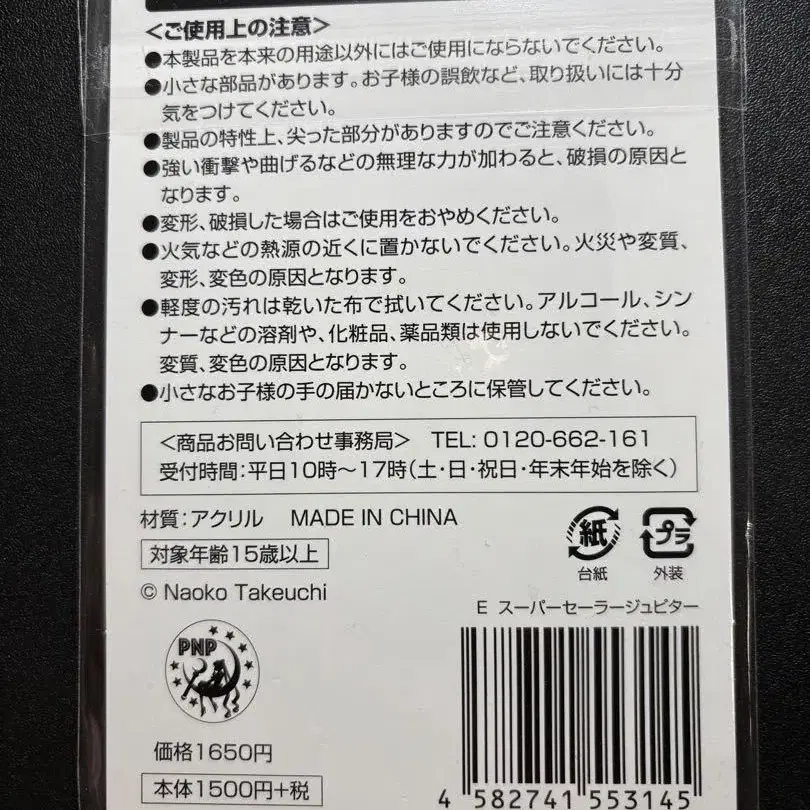 <ご使用上の注意>
●本製品を本来の用途以外にはご使用にならないでください。
●小さな部品があります。お子様の誤飲など、取り扱いには十分
気をつけてください。
●製品の特性上、尖った部分がありますのでご注意ください。
●強い衝撃や曲げるなどの無理な力が加わると、破損の原因と
なります。
●変形、破損した場合はご使用をおやめください。
●火気などの熱源の近くに置かないでください。火災や変質、
変形、変色の原因となります。
●軽度の汚れは乾いた布で拭いてください。アルコール、シン
ナーなどの溶剤や、化粧品、薬品類は使用しないでください。
変質、変色の原因となります。
●小さなお子様の手の届かないところに保管してください。
<商品お問い合わせ事務局> TEL: 0120-662-161
受付時間:平日10時~17時(土・日・祝日・年末年始を除く)
材質:アクリル MADE IN CHINA
対象年齢15歳以上
紙 プラ
台紙 外装
© Naoko Takeuchi
E スーパーセーラージュピター
PNP
価格1650円
本体1500円+税
4 582741 553145